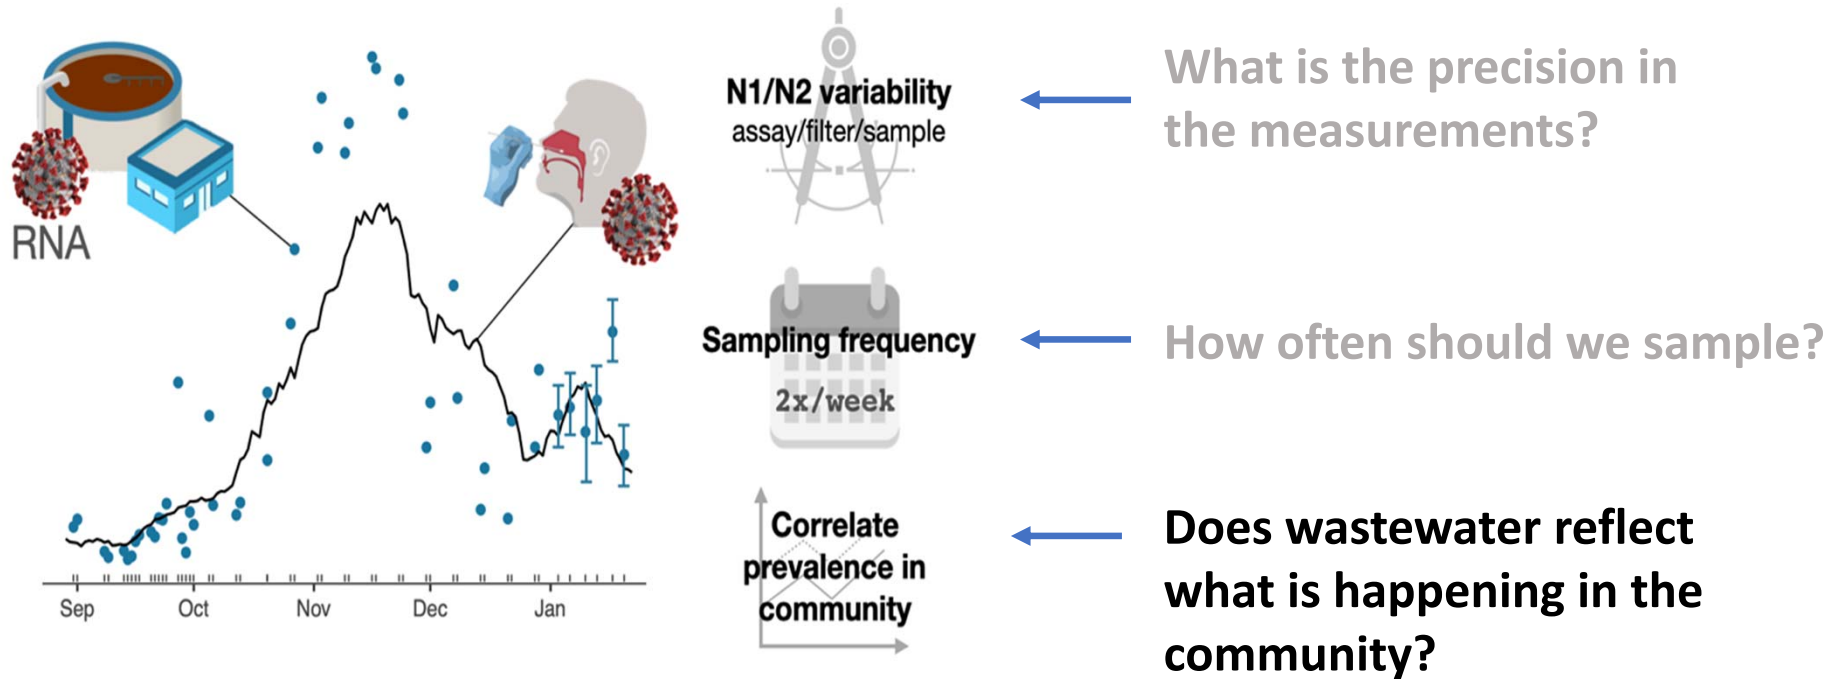 RNA
Sep Oct Nov Dec Jan
N1/N2 variability
assay/filter/sample
Sampling frequency
2x/week
Correlate
prevalence in
community
What is the precision in
the measurements?
How often should we sample?
Does wastewater reflect
what is happening in the
community?